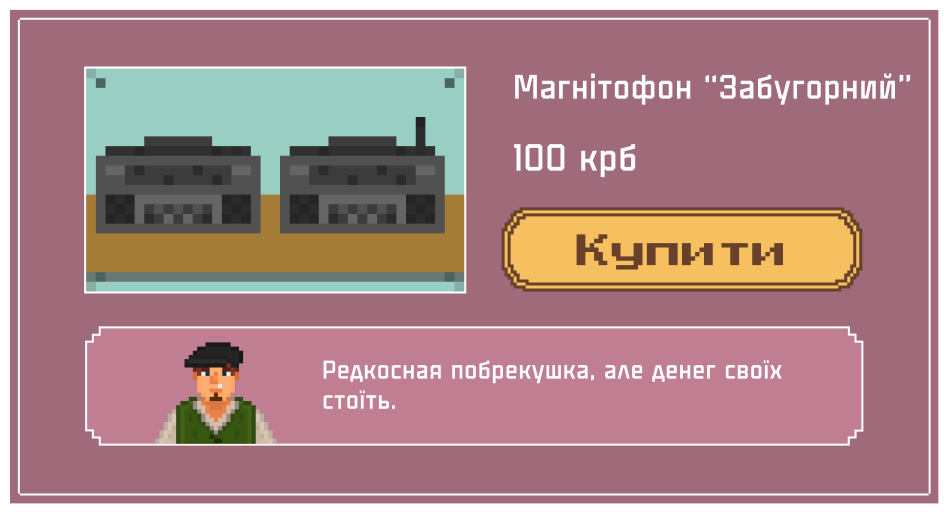 Магнітофон “Забугорний”
100 крб
Купити
Редкосная побрекушка, але денег своїх
стоїть.